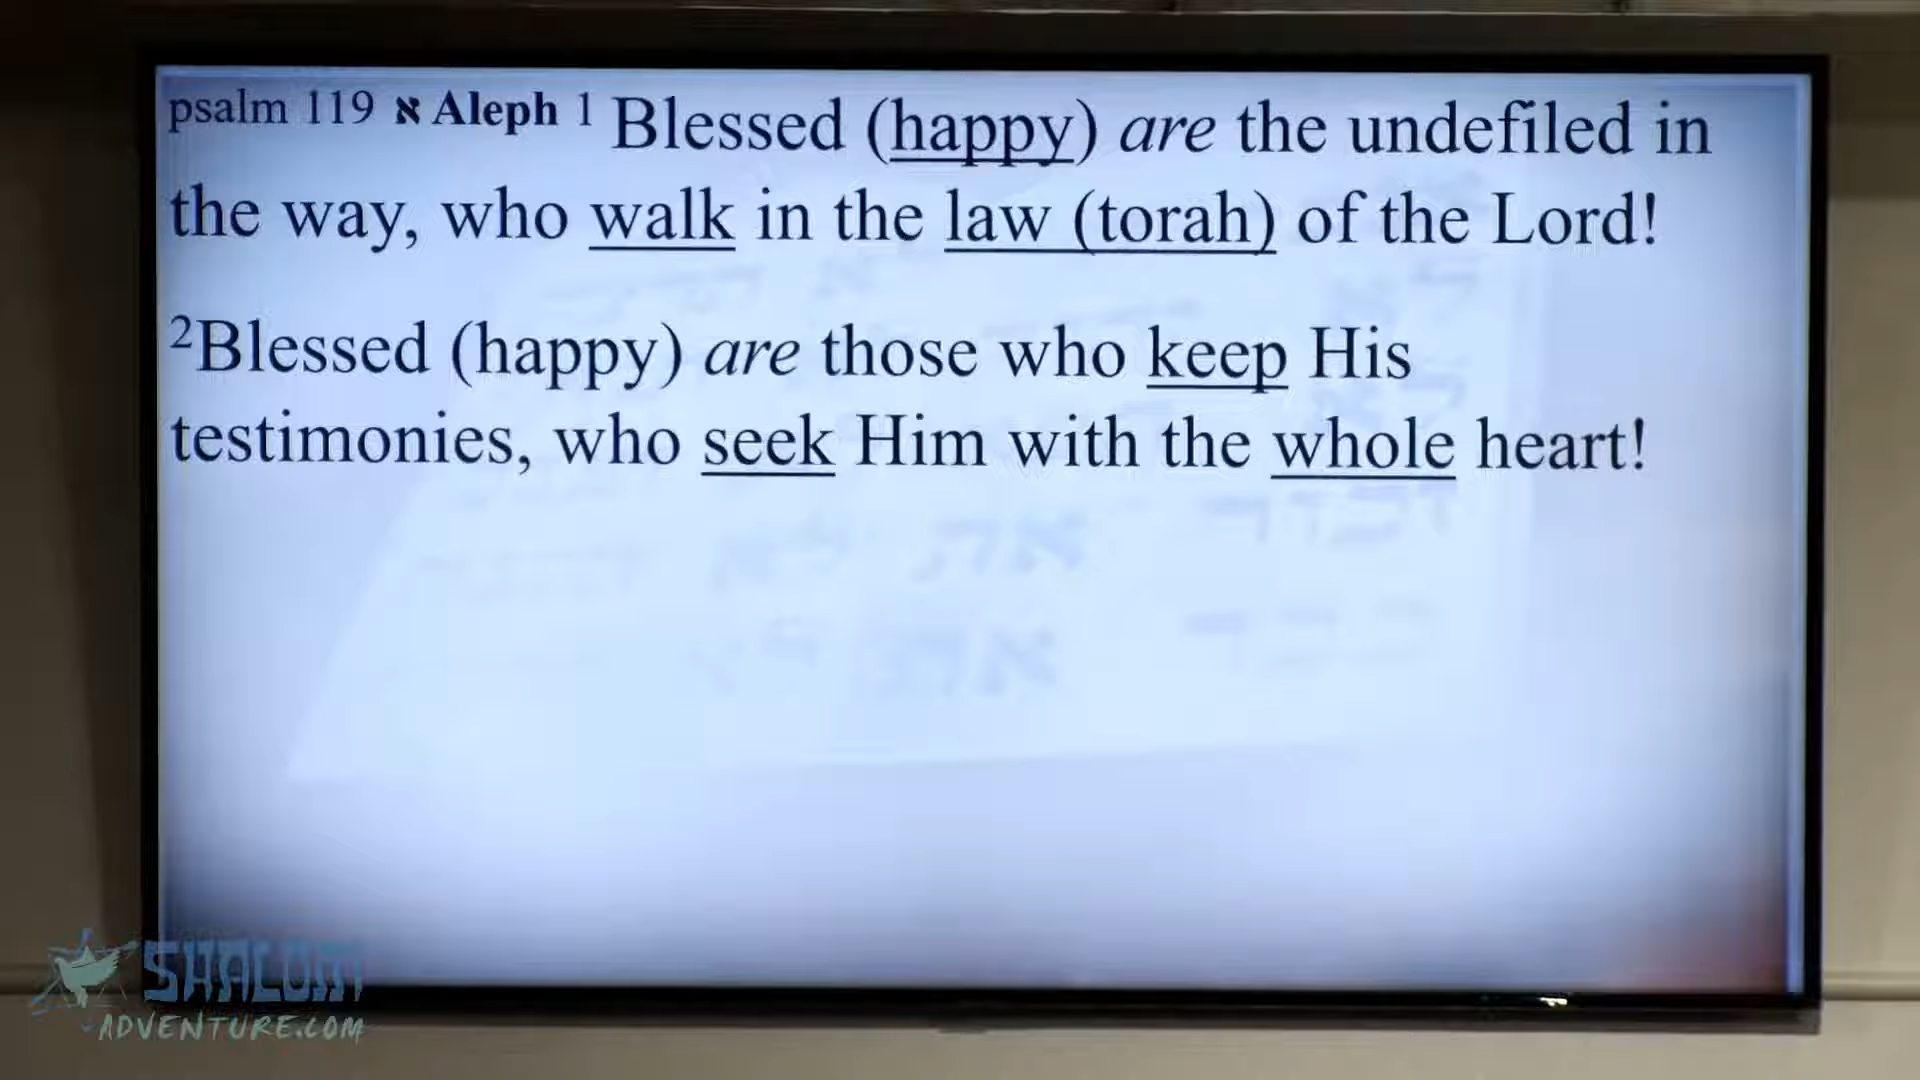 psalm 119 א Aleph 1 Blessed (happy) are the undefiled in
the way, who walk in the law (torah) of the Lord!
2Blessed (happy) are those who keep His
testimonies, who seek Him with the whole heart!
את
את
SHALOM
ADVENTURE.COM